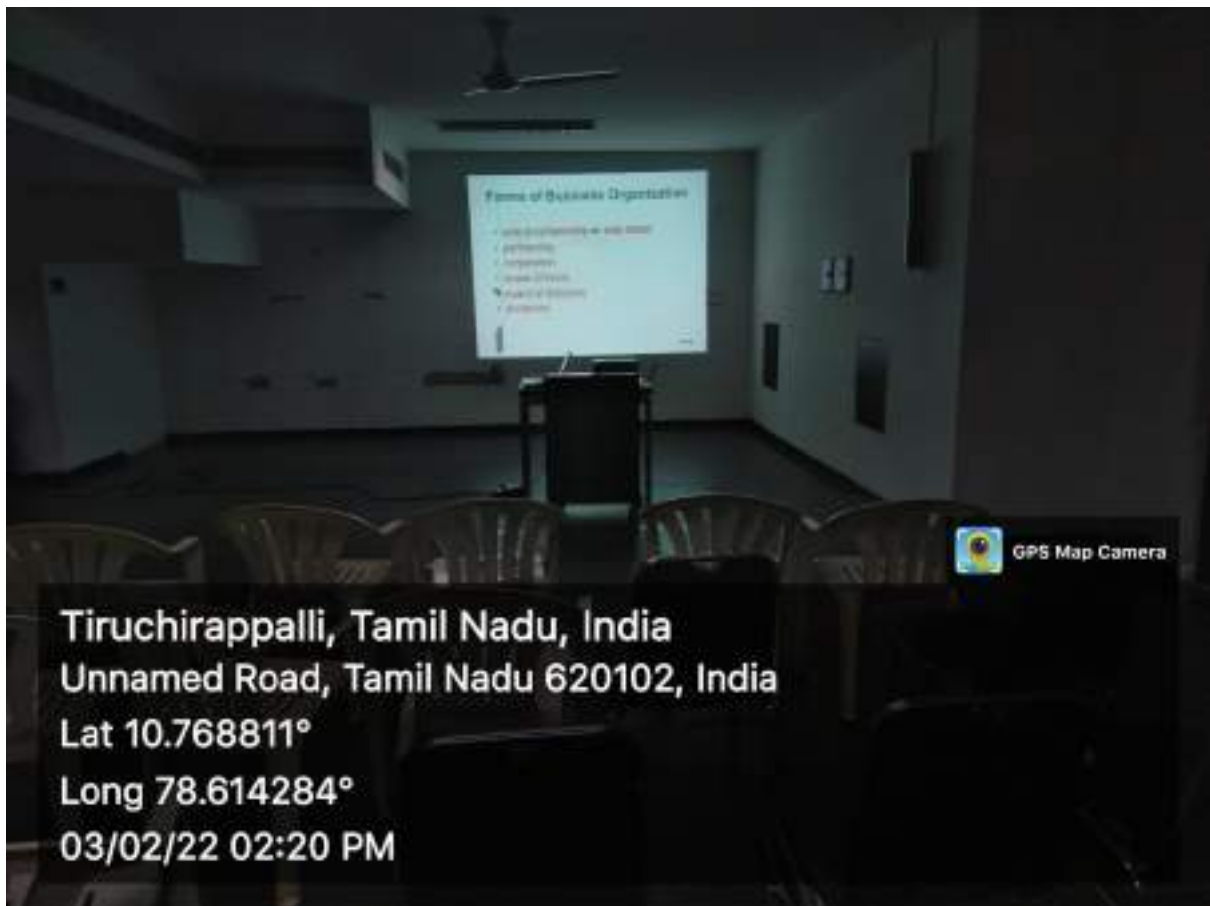 Forms of Business Organization
partnership
corporation
GPS Map Camera
Tiruchirappalli, Tamil Nadu, India
Unnamed Road, Tamil Nadu 620102, India
Lat 10.768811°
Long 78.614284°
03/02/22 02:20 PM